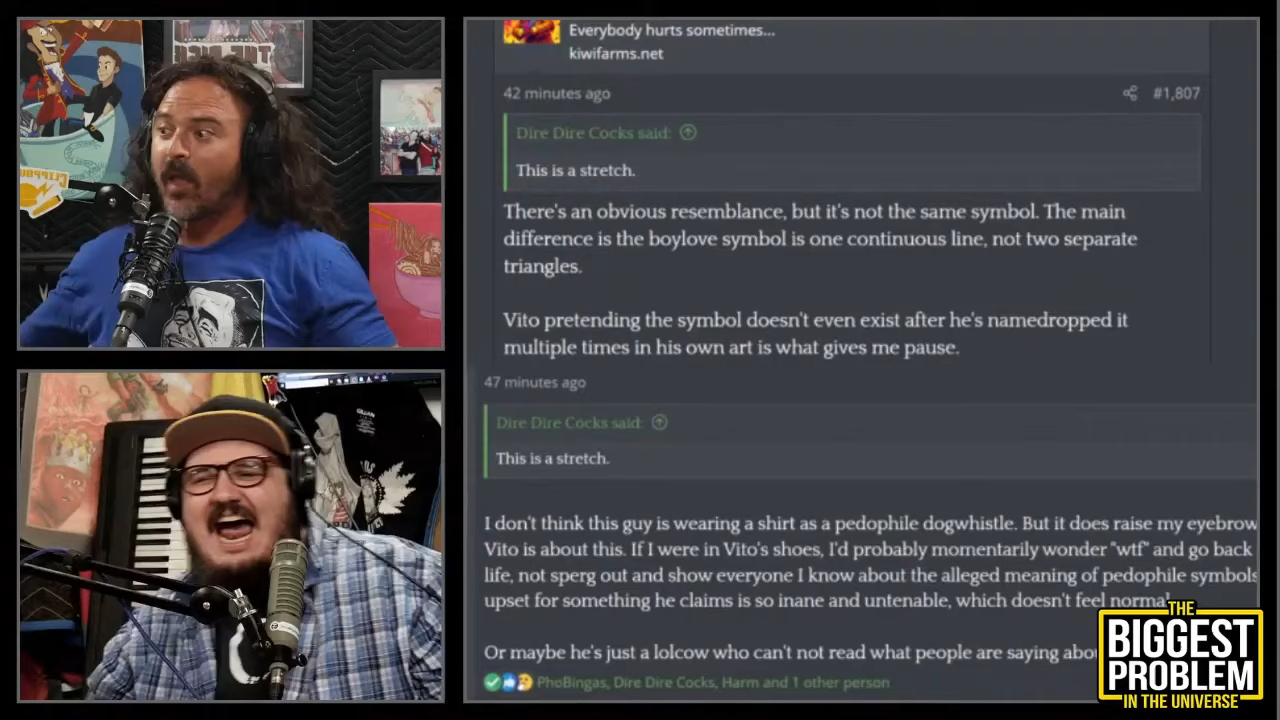 Everybody hurts sometimes...
kiwifarms.net
42 minutes ago
#1,807
Dire Dire Cocks said:
This is a stretch.
There's an obvious resemblance, but it's not the same symbol. The main
difference is the boylove symbol is one continuous line, not two separate
triangles.
Vito pretending the symbol doesn't even exist after he's namedropped it
multiple times in his own art is what gives me pause.
47 minutes ago
Dire Dire Cocks said:
This is a stretch.
I don't think this guy is wearing a shirt as a pedophile dogwhistle. But it does raise my eyebrow
Vito is about this. If I were in Vito's shoes, I'd probably momentarily wonder "wtf" and go back
life, not sperg out and show everyone I know about the alleged meaning of pedophile symbols
upset for something he claims is so inane and untenable, which doesn't feel normal
Or maybe he's just a lolcow who can't not read what people are saying abo
PhoBingas, Dire Dire Cocks, Harm and 1 other person
THE
BIGGEST
PROBLEM
IN THE UNIVERSE